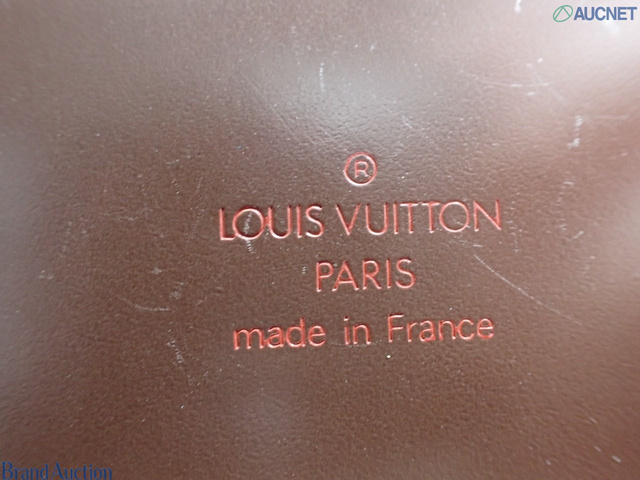 AUCNET
®
LOUIS VUITTON
PARIS
made in France
Brand Auction